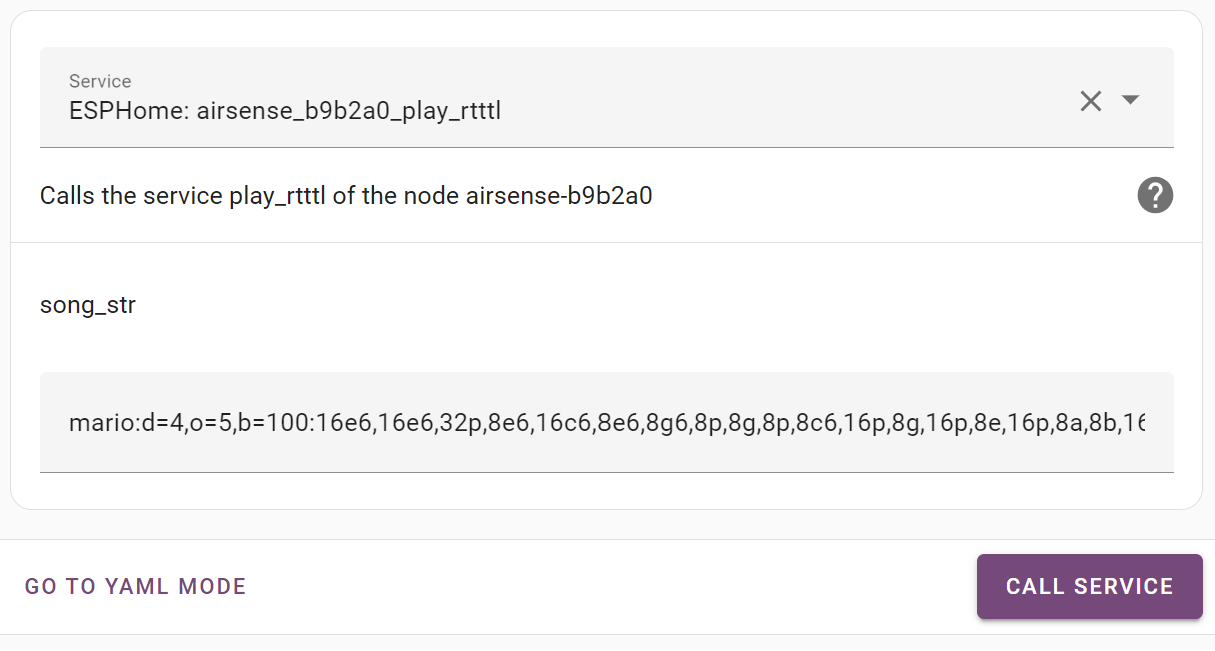 Service
ESPHome: airsense_b9b2a0_play_rtttl
Calls the service play_rtttl of the node airsense-b9b2a0
?
song_str
mario:d=4,o=5,b=100:16e6,16e6,32p,8e6,16c6,8e6,8g6,8p,8g,8p,8c6,16p,8g,16p,8e,16p,8a,8b,16
GO TO YAML MODE
CALL SERVICE